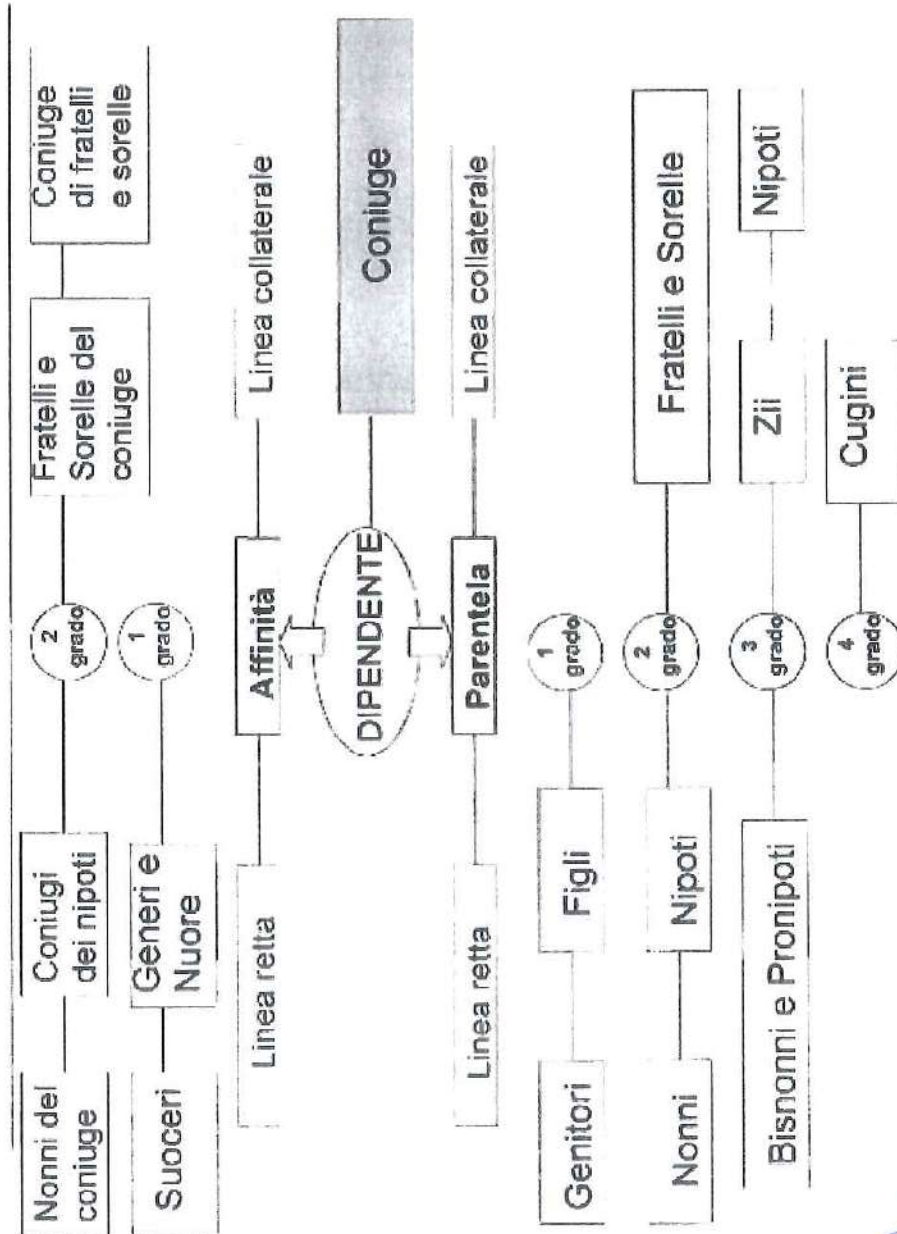 Nonni del
coniuge
Coniugi
dei nipoti
2
grado
Fratelli e
Sorelle del
coniuge
Coniuge
di fratelli
e sorelle
Suoceri
Generi e
Nuore
1
grado
Linea retta
Affinità
Linea collaterale
DIPENDENTE
Coniuge
Linea retta
Parentela
Linea collaterale
Genitori
Figli
1
grado
Nonni
Nipoti
2
grado
Fratelli e Sorelle
Bisnonni e Pronipoti
3
grado
Zii
Nipoti
4
grado
Cugini